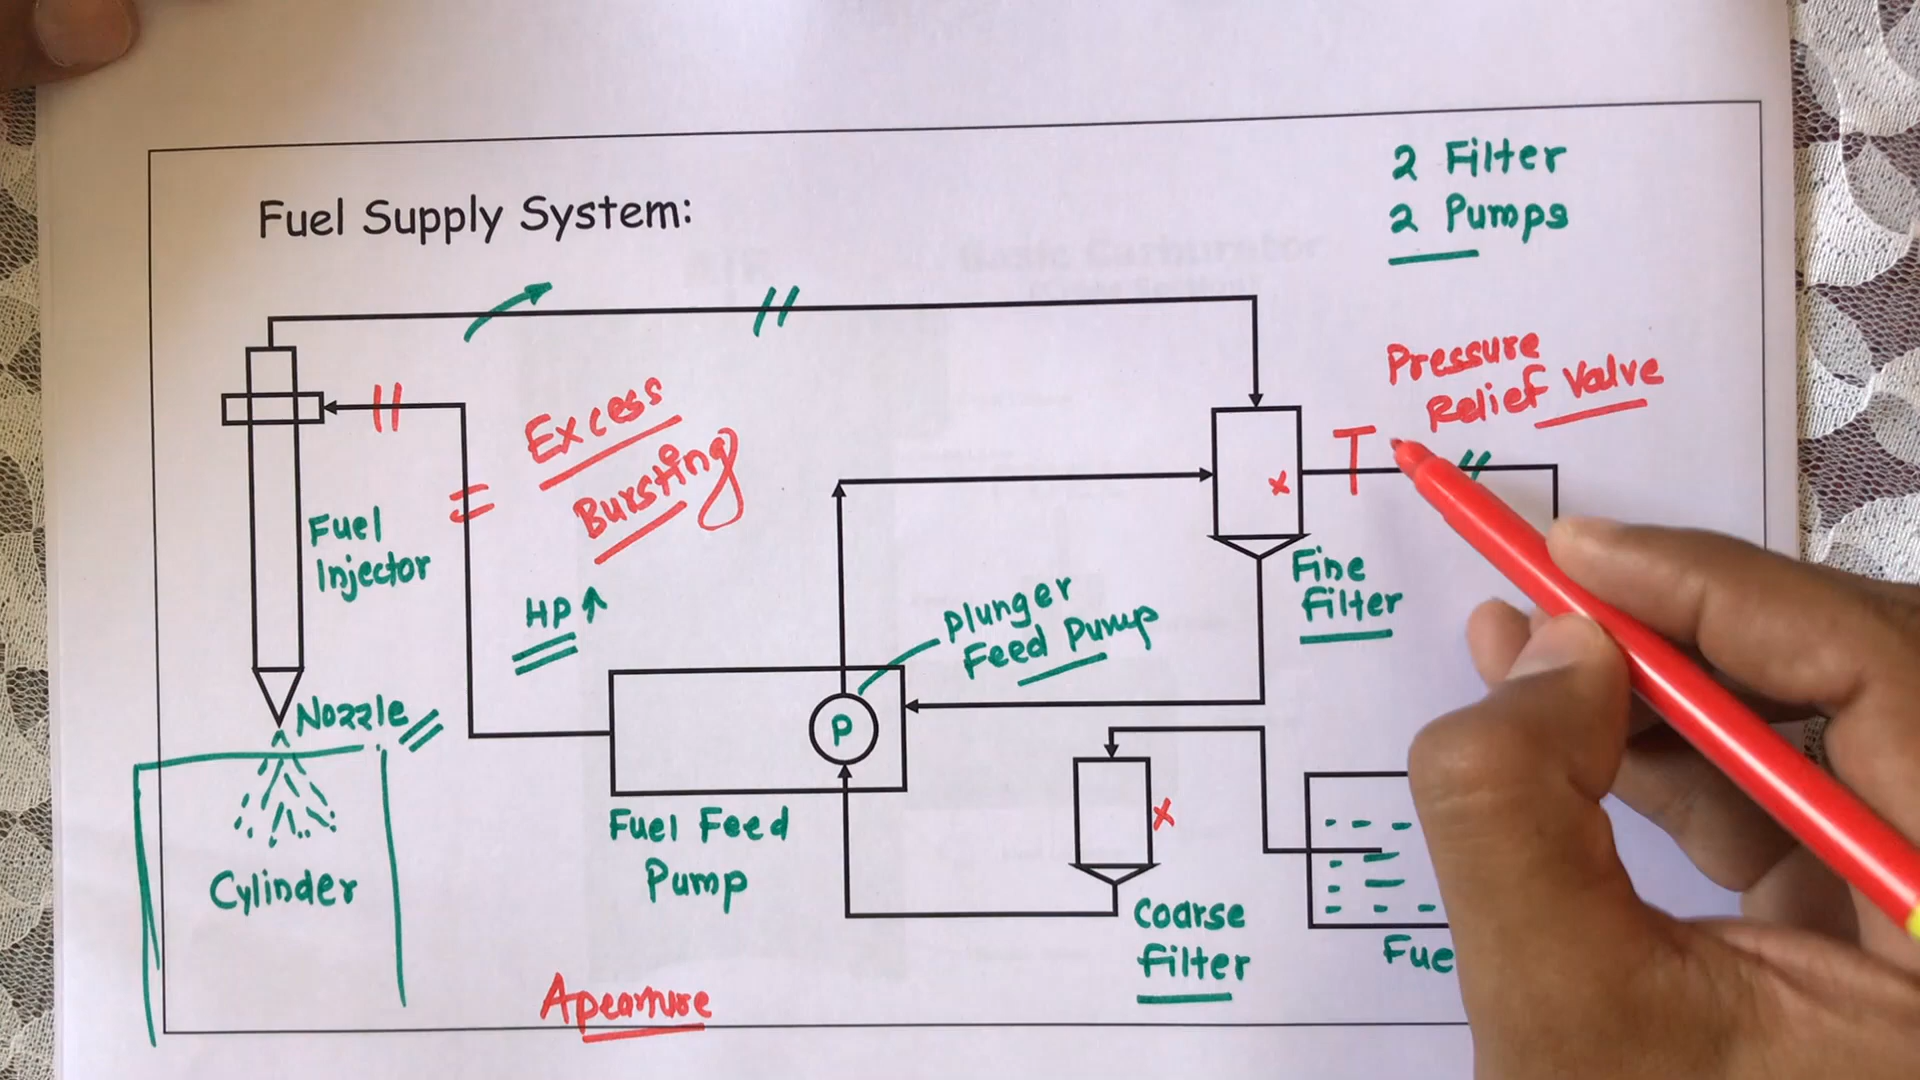 2 Filter
2 Pumps
Fuel Supply System:
Pressure
Relief Valve
Excess
Bursting
T
x
Fuel
Injector
Fine
Filter
HP↑
Plunger
Feed Pump
Nozzle
P
x
Fuel Feed
Pump
Cylinder
Coarse
Filter
Fue
Apearture